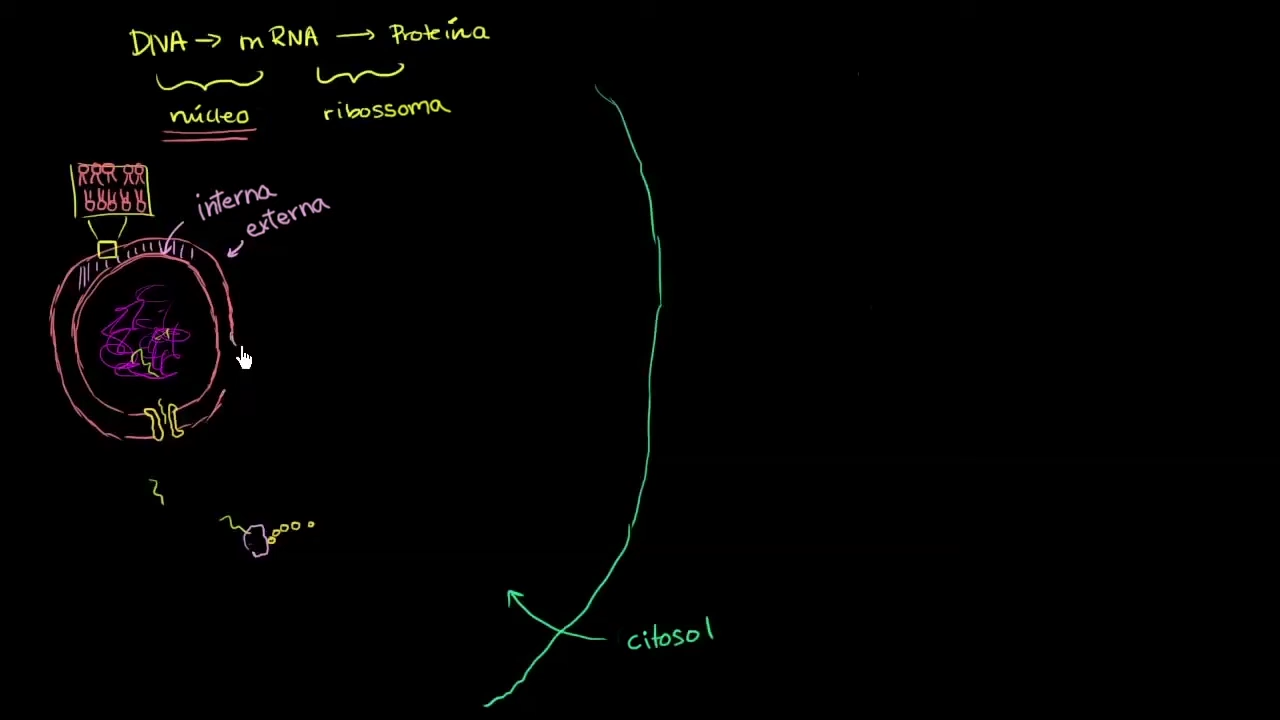 DNA → mRNA → Proteína
núcleo ribossoma
interna
externa
citosol